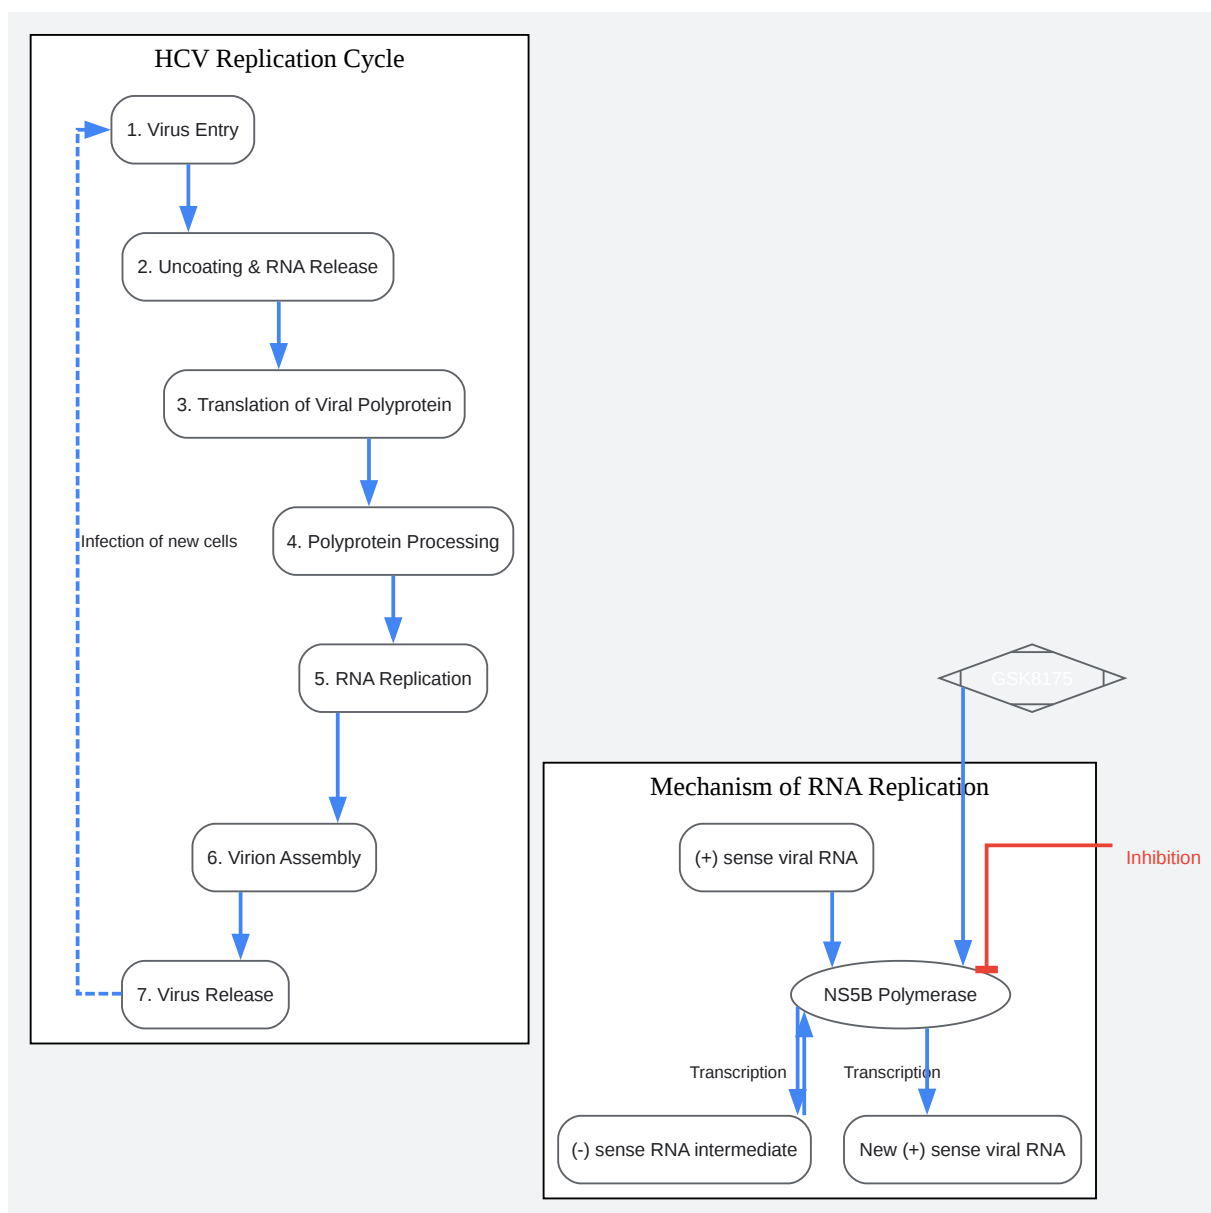 HCV Replication Cycle
1. Virus Entry
2. Uncoating & RNA Release
3. Translation of Viral Polyprotein
Infection of new cells
4. Polyprotein Processing
5. RNA Replication
6. Virion Assembly
7. Virus Release
GSK8175
Mechanism of RNA Replication
(+) sense viral RNA
Inhibition
NS5B Polymerase
Transcription
Transcription
(-) sense RNA intermediate
New (+) sense viral RNA